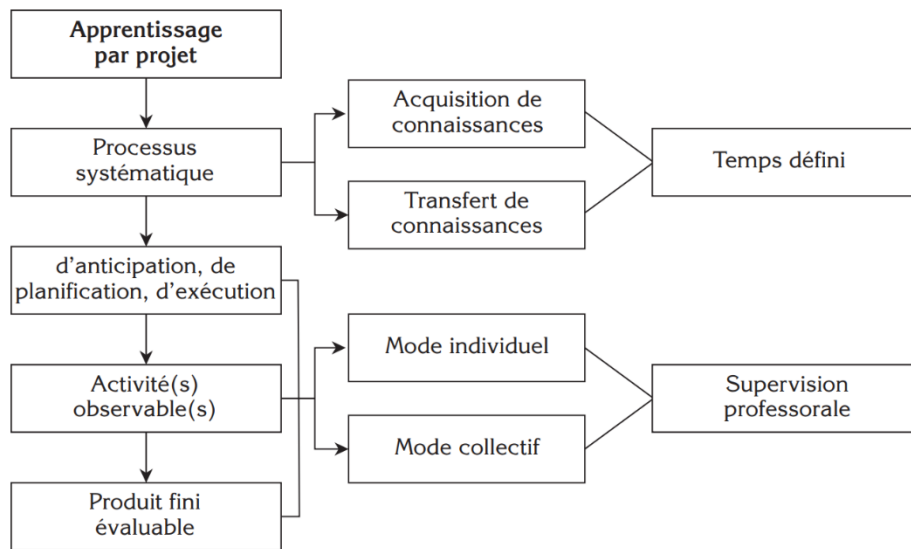 Apprentissage
par projet
Processus
systématique
Acquisition de
connaissances
Transfert de
connaissances
Temps défini
d'anticipation, de
planification, d'exécution
Activité(s)
observable(s)
Mode individuel
Mode collectif
Supervision
professorale
Produit fini
évaluable